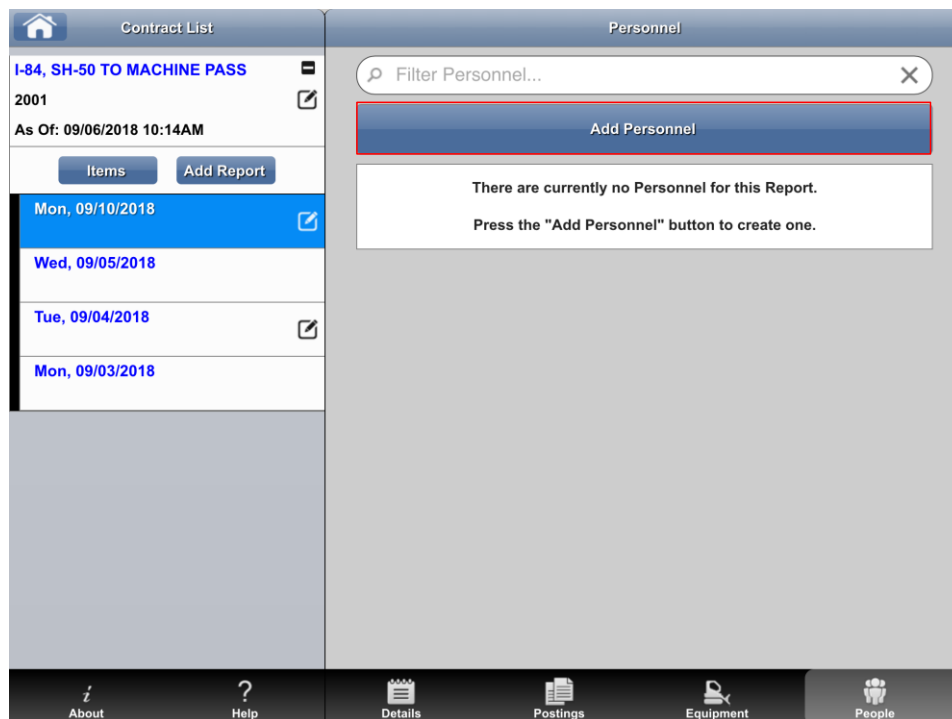 Contract List
I-84, SH-50 TO MACHINE PASS
2001
As Of: 09/06/2018 10:14AM
Items Add Report
Mon, 09/10/2018
Wed, 09/05/2018
Tue, 09/04/2018
Mon, 09/03/2018
Personnel
Filter Personnel...
Add Personnel
There are currently no Personnel for this Report.
Press the "Add Personnel" button to create one.
About Help Details Postings Equipment People